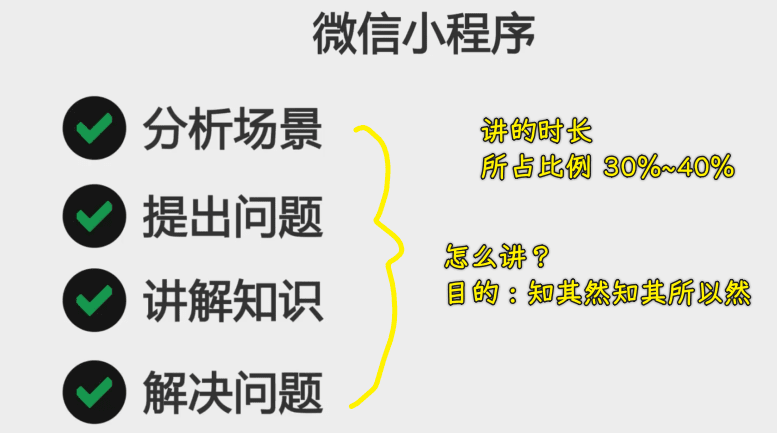 微信小程序
分析场景
提出问题
讲解知识
解决问题
讲的时长
所占比例 30%~40%
怎么讲？
目的：知其然知其所以然